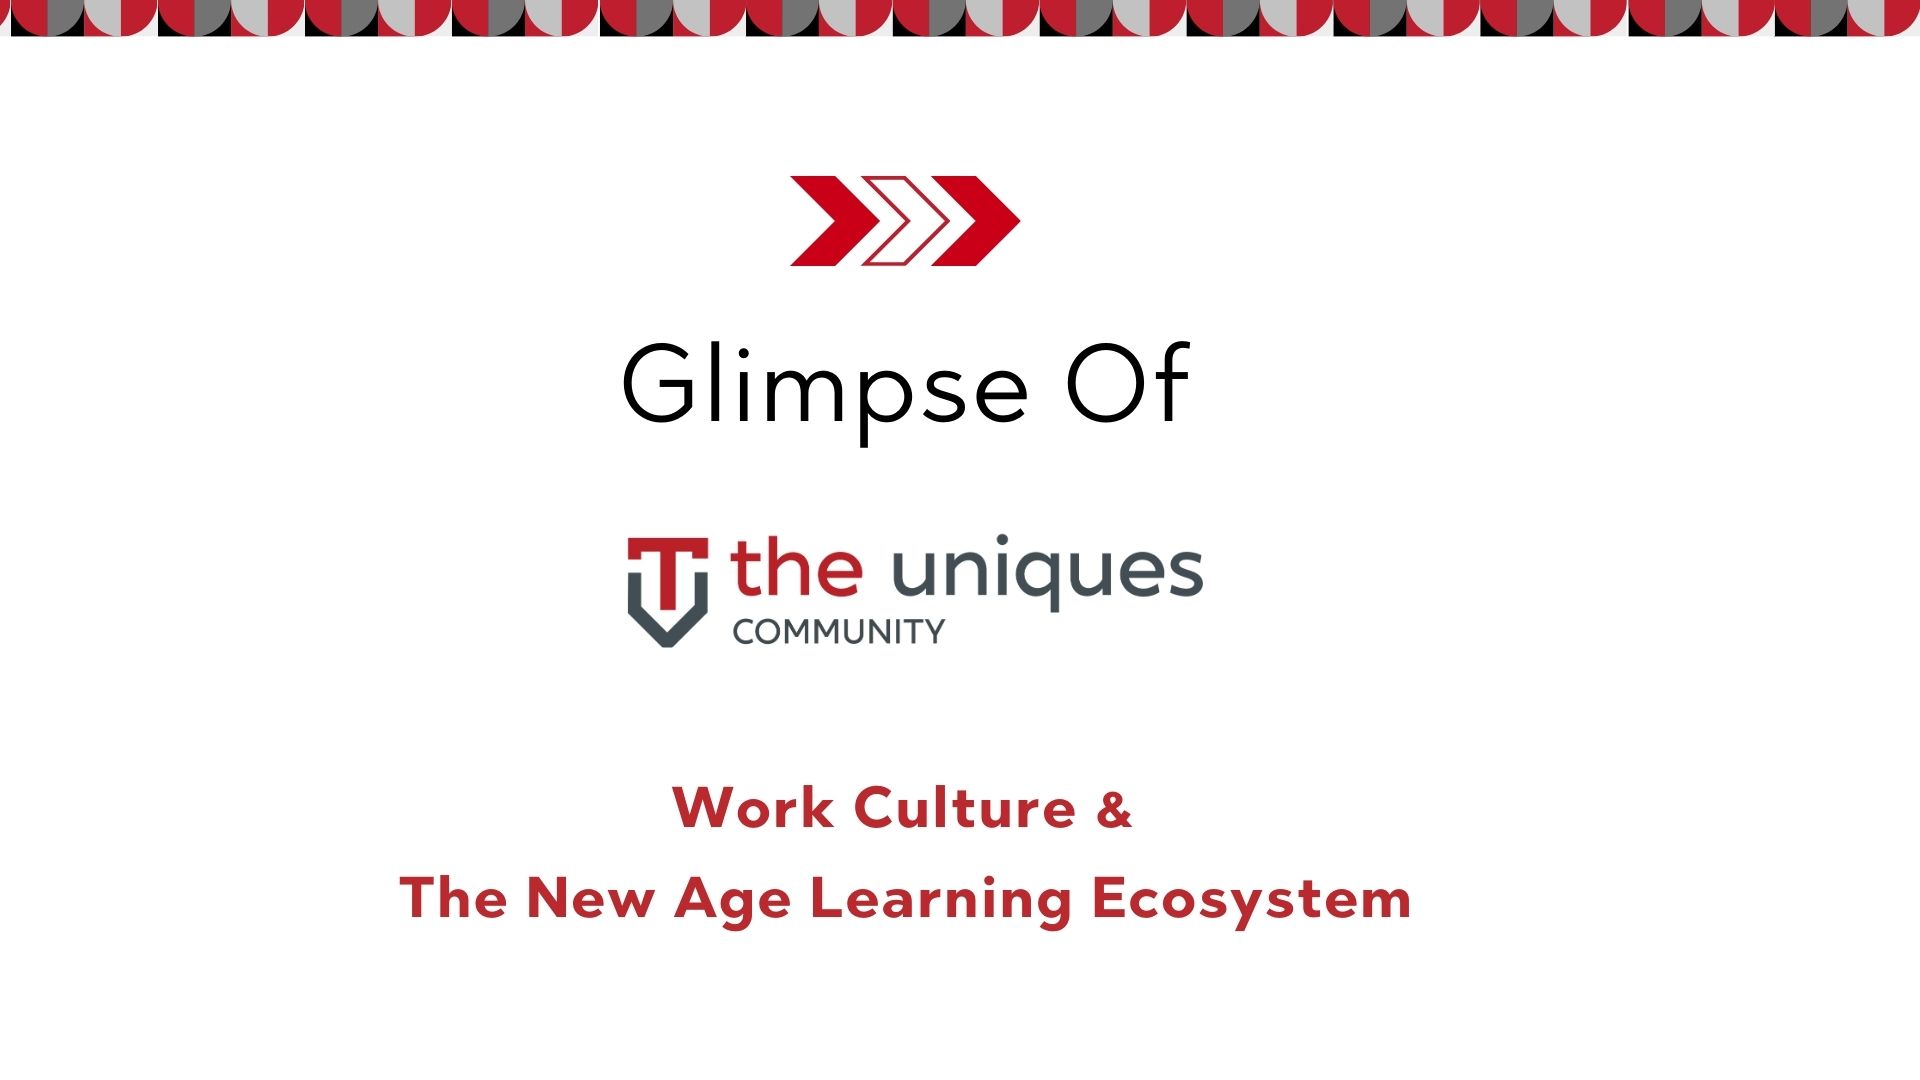 Glimpse Of
the uniques
COMMUNITY
Work Culture &
The New Age Learning Ecosystem